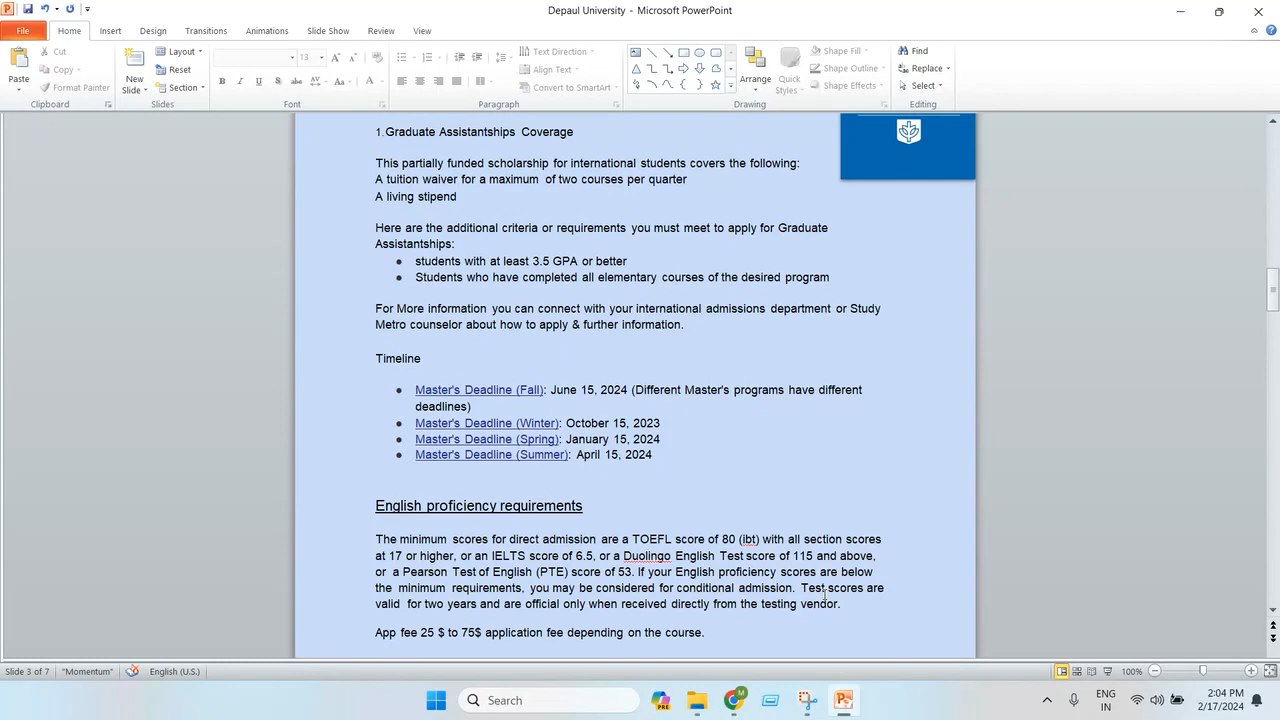 Depaul University - Microsoft PowerPoint
File Home Insert Design Transitions Animations Slide Show Review View
Cut
Copy
Format Painter
Paste
Clipboard
New
Slide
Layout
Reset
Section
Slides
13
Font
Text Direction
Align Text
Convert to SmartArt
Paragraph
Arrange
Quick
Styles
Shape Fill
Shape Outline
Shape Effects
Drawing
Find
Replace
Select
Editing
1.Graduate Assistantships Coverage
This partially funded scholarship for international students covers the following:
A tuition waiver for a maximum of two courses per quarter
A living stipend
Here are the additional criteria or requirements you must meet to apply for Graduate
Assistantships:
● students with at least 3.5 GPA or better
● Students who have completed all elementary courses of the desired program
For More information you can connect with your international admissions department or Study
Metro counselor about how to apply & further information.
Timeline
● Master's Deadline (Fall): June 15, 2024 (Different Master's programs have different
deadlines)
● Master's Deadline (Winter): October 15, 2023
● Master's Deadline (Spring): January 15, 2024
● Master's Deadline (Summer): April 15, 2024
English proficiency requirements
The minimum scores for direct admission are a TOEFL score of 80 (ibt) with all section scores
at 17 or higher, or an IELTS score of 6.5, or a Duolingo English Test score of 115 and above,
or a Pearson Test of English (PTE) score of 53. If your English proficiency scores are below
the minimum requirements, you may be considered for conditional admission. Test scores are
valid for two years and are official only when received directly from the testing vendor.
App fee 25 $ to 75$ application fee depending on the course.
Slide 3 of 7 "Momentum" English (U.S.) 100%
Search
ENG
IN
2:04 PM
2/17/2024